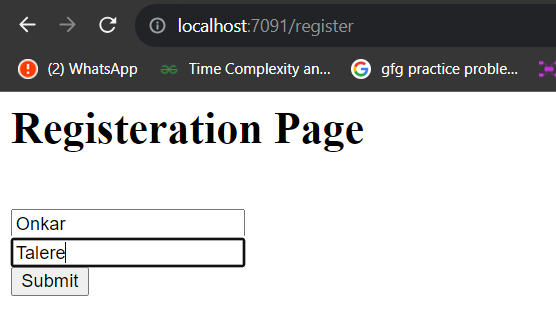 localhost:7091/register
(2) WhatsApp Time Complexity an... gfg practice proble...
Registeration Page
Onkar
Talere
Submit